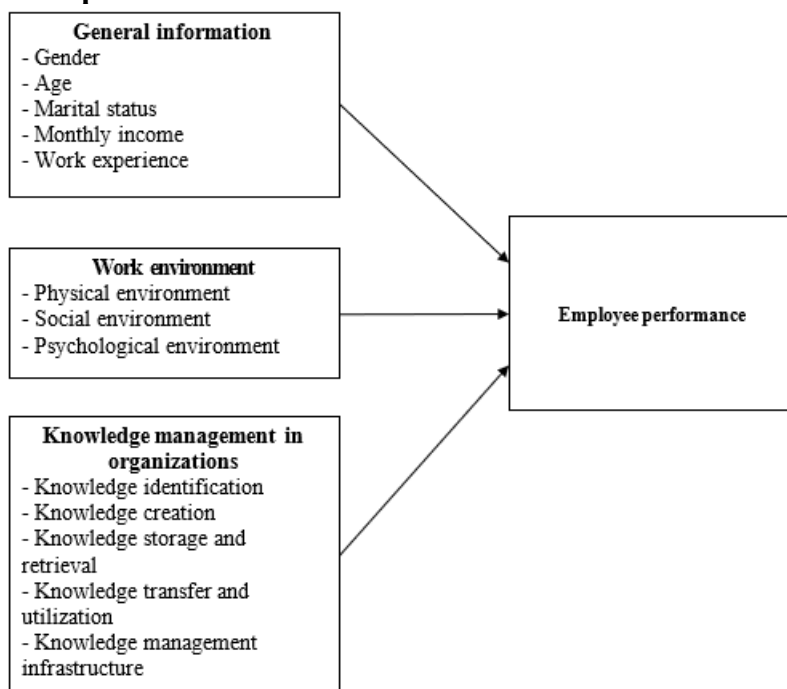 General information
- Gender
- Age
- Marital status
- Monthly income
- Work experience
Work environment
- Physical environment
- Social environment
- Psychological environment
Knowledge management in
organizations
- Knowledge identification
- Knowledge creation
- Knowledge storage and
retrieval
- Knowledge transfer and
utilization
- Knowledge management
infrastructure
Employee performance